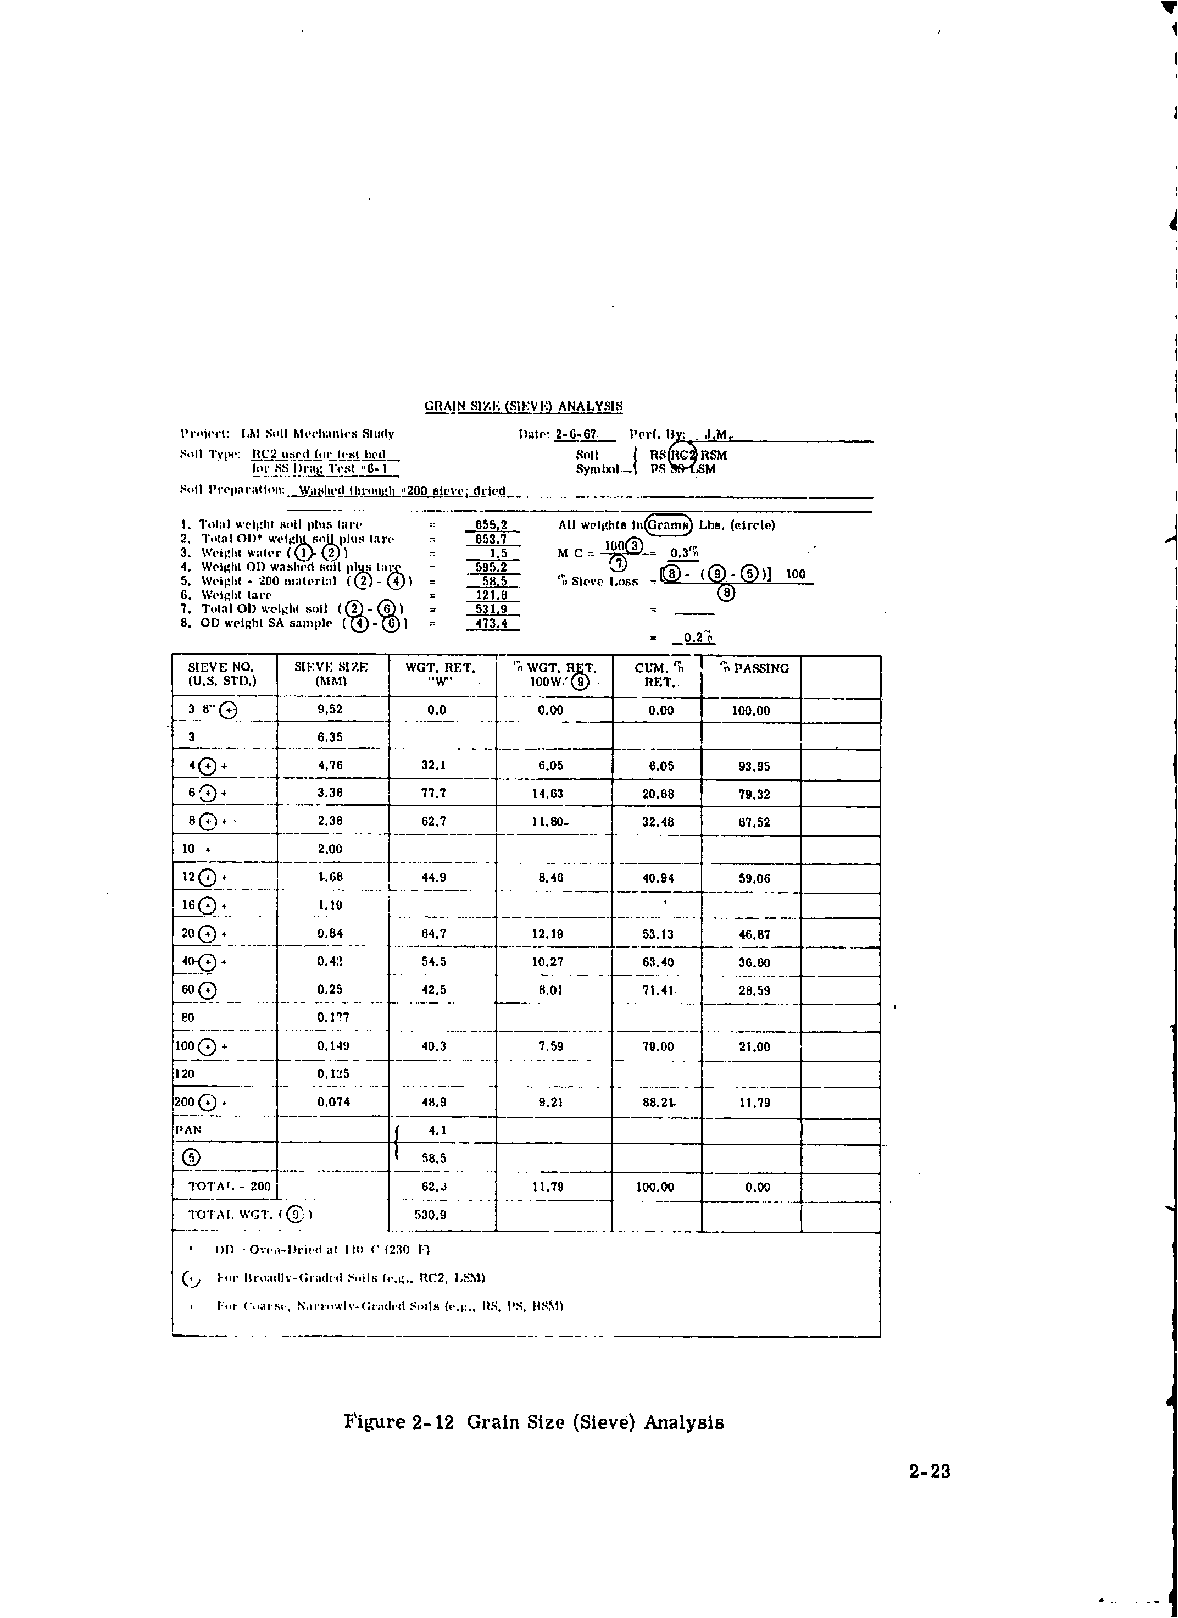 GRAIN SIZE (SIEVE) ANALYSIS
Project: LM Soil Mechanics Study Date: 2-6-67 Perf. By: J.M.
Soil Type: RC2 used for test bed Soil { RS RC2 RSM
for SS Drag Test #6-1 Symbol { PS LSM
Soil Preparation: Washed through #200 sieve; dried
1. Total weight soil plus tare = 655.2 All weights in Grams Lbs. (circle)
2. Total OD* weight soil plus tare = 653.7
3. Weight water (1 - 2) = 1.5 M C = 100(3) / 7 = 0.3%
4. Weight OD washed soil plus tare = 595.2
5. Weight - 200 material (2 - 4) = 58.5 % Sieve Loss = [8 - (9 - 5)] 100 / 8
6. Weight tare = 121.8
7. Total OD weight soil (2 - 6) = 531.9 =
8. OD weight SA sample (4 - 6) = 473.4
= 0.2%
SIEVE NO. (U.S. STD.) SIEVE SIZE (MM) WGT. RET. "W" % WGT. RET. 100W/9 CUM. % RET. % PASSING
3 8" + 9.52 0.0 0.00 0.00 100.00
3 6.35
4 + + 4.76 32.1 6.05 6.05 93.95
6 + + 3.36 77.7 14.63 20.68 79.32
8 + + 2.38 62.7 11.80 32.48 67.52
10 + 2.00
12 + + 1.68 44.9 8.46 40.94 59.06
16 + + 1.19
20 + + 0.84 64.7 12.19 53.13 46.87
40 + + 0.42 54.5 10.27 63.40 36.60
60 + 0.25 42.5 8.01 71.41 28.59
80 0.177
100 + + 0.149 40.3 7.59 79.00 21.00
120 0.125
200 + + 0.074 48.9 9.21 88.21 11.79
PAN 4.1
5 58.5
TOTAL - 200 62.6 11.79 100.00 0.00
TOTAL WGT. (9) 530.9
* OD - Oven-Dried at 110 C (230 F)
+ For Broadly-Graded Soils (e.g., RC2, LSM)
+ For Coarse, Narrowly-Graded Soils (e.g., RS, PS, RSM)
Figure 2-12 Grain Size (Sieve) Analysis
2-23